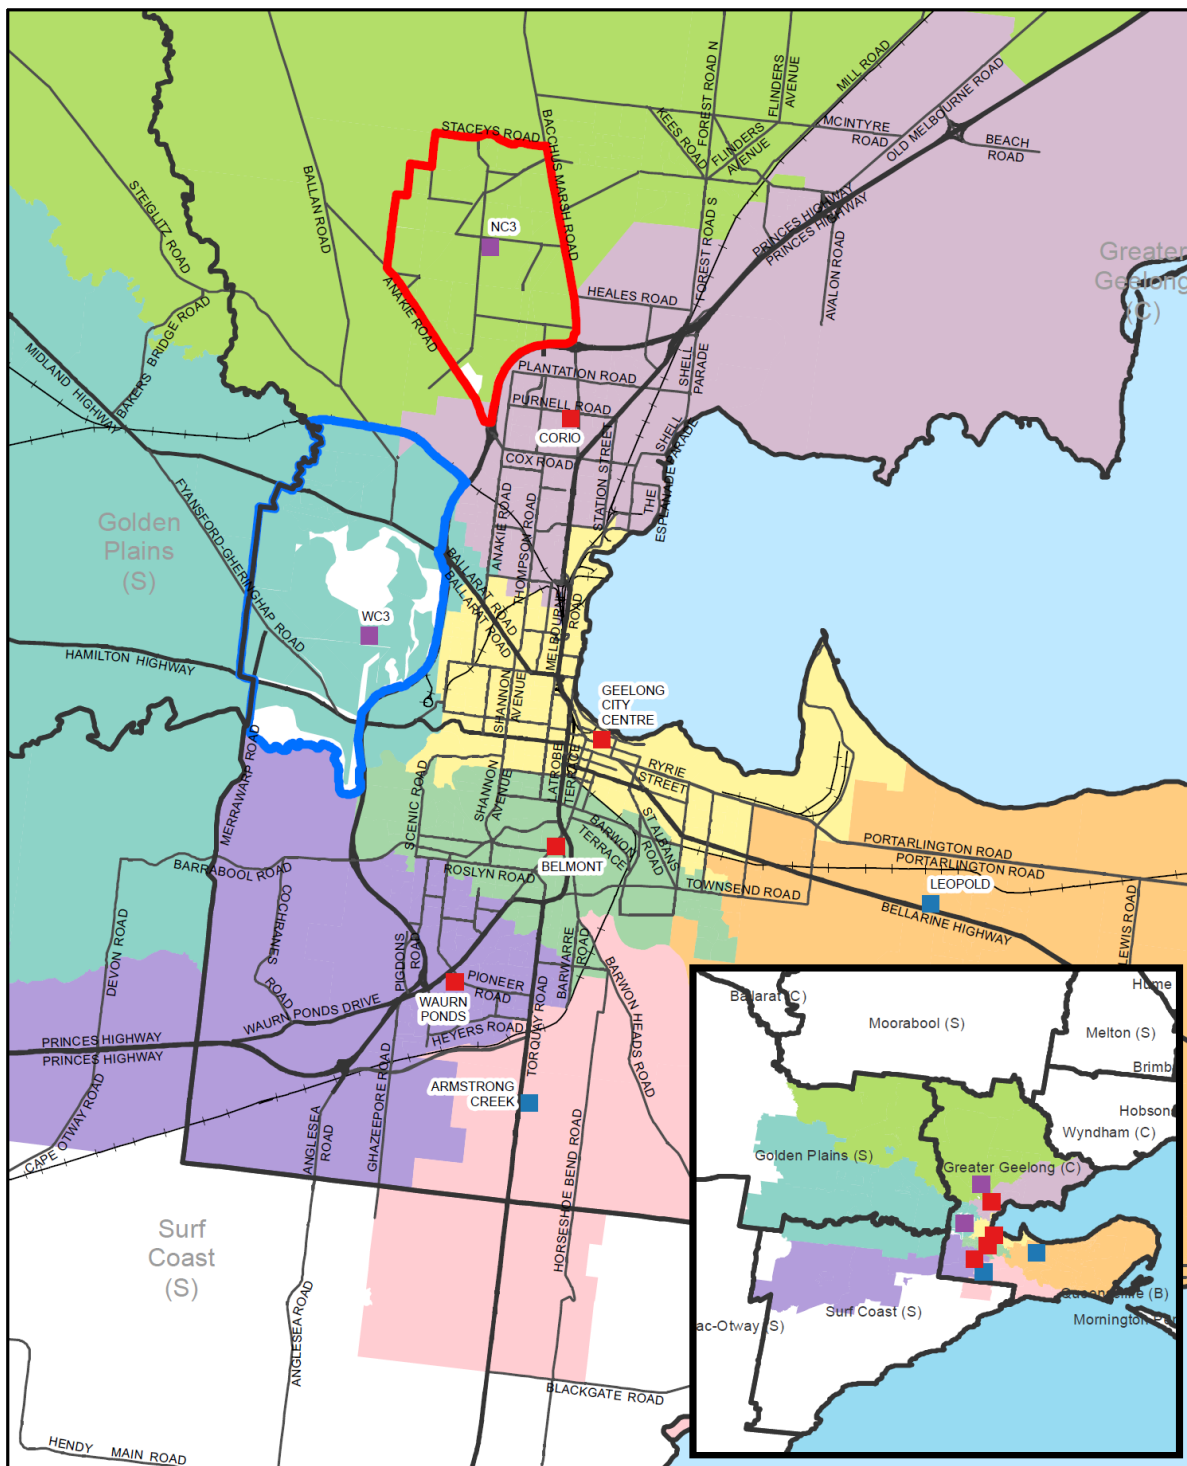 STACEYS ROAD
BACCHUS MARSH ROAD
FOREST ROAD N
FLINDERS
AVENUE
MILL ROAD
KEES ROAD
FLINDERS
AVENUE
MCINTYRE
ROAD
OLD MELBOURNE ROAD
BEACH
ROAD
BALLAN ROAD
STEIGLITZ ROAD
NC3
FOREST ROAD S
PRINCES HIGHWAY
PRINCES HIGHWAY
AVALON ROAD
Greater
Geelong
(C)
ANAKIE ROAD
HEALES ROAD
BAKERS BRIDGE ROAD
MIDLAND HIGHWAY
PLANTATION ROAD
SHELL
PARADE
PURNELL ROAD
CORIO
STATION STREET
SHELL
PARADE
THE
ESPLANADE
COX ROAD
ANAKIE ROAD
THOMPSON ROAD
Golden
Plains
(S)
FYANSFORD-GHERINGHAP ROAD
BALLARAT ROAD
BALLARAT ROAD
WC3
MELBOURNE
ROAD
HAMILTON HIGHWAY
SHANNON
AVENUE
GEELONG
CITY
CENTRE
MERRAWARP ROAD
SCENIC ROAD
SHANNON
AVENUE
LATROBE
TERRACE
RYRIE
STREET
BARWON
TERRACE
ST ALBANS
ROAD
BELMONT
BARRABOOL ROAD
ROSLYN ROAD
TOWNSEND ROAD
PORTARLINGTON ROAD
PORTARLINGTON ROAD
LEOPOLD
BELLARINE HIGHWAY
LEWIS ROAD
DEVON ROAD
COCHRANES
ROAD
PIGDONS
ROAD
PIONEER
ROAD
WAURN
PONDS
BARWARRE
ROAD
BARWON HEADS ROAD
WAURN PONDS DRIVE
HEYERS ROAD
TORQUAY ROAD
PRINCES HIGHWAY
PRINCES HIGHWAY
CAPE OTWAY ROAD
ANGLESEA
ROAD
GHAZEEPORE ROAD
ARMSTRONG
CREEK
HORSESHOE BEND ROAD
Surf
Coast
(S)
ANGLESEA ROAD
BLACKGATE ROAD
HENDY MAIN ROAD
Ballarat (C)
Moorabool (S)
Hume
Melton (S)
Brimb
Hobson
Wyndham (C)
Golden Plains (S)
Greater Geelong (C)
Surf Coast (S)
ac-Otway (S)
Queenscliffe (B)
Mornington Pen